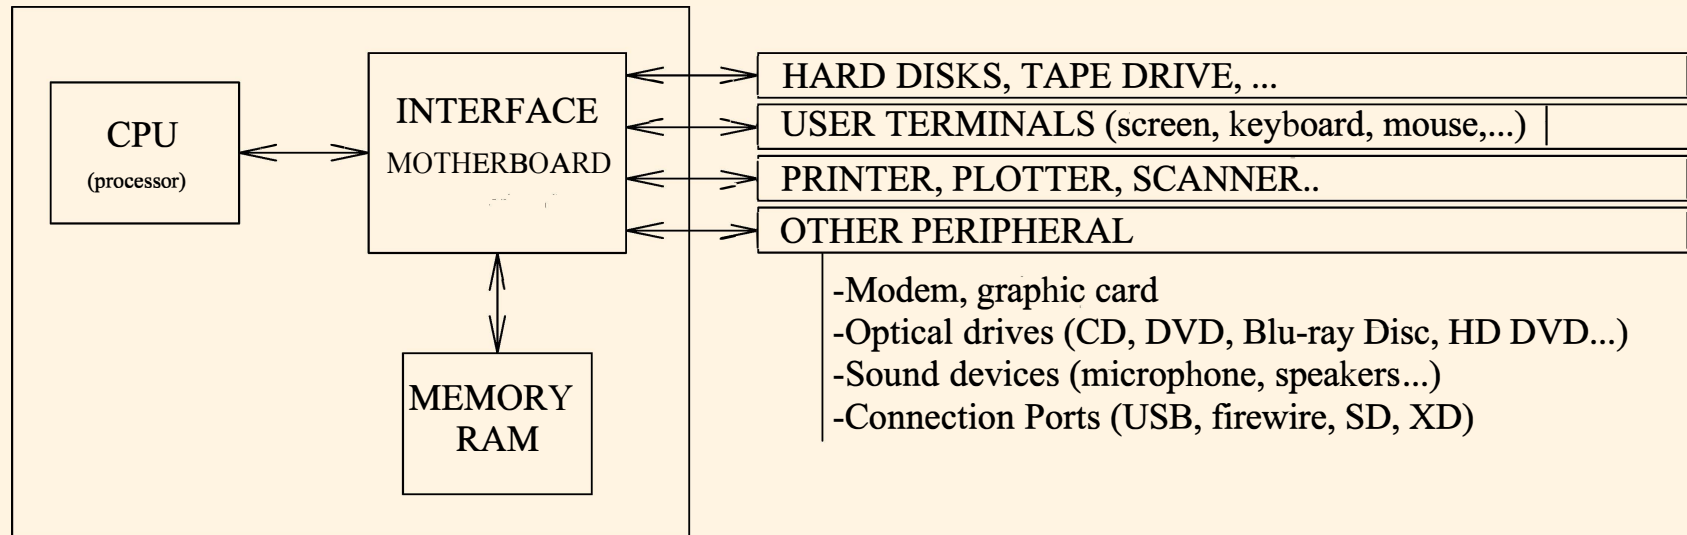 CPU
(processor)
INTERFACE
MOTHERBOARD
MEMORY
RAM
HARD DISKS, TAPE DRIVE, ...
USER TERMINALS (screen, keyboard, mouse,...)
PRINTER, PLOTTER, SCANNER..
OTHER PERIPHERAL
-Modem, graphic card
-Optical drives (CD, DVD, Blu-ray Disc, HD DVD...)
-Sound devices (microphone, speakers...)
-Connection Ports (USB, firewire, SD, XD)